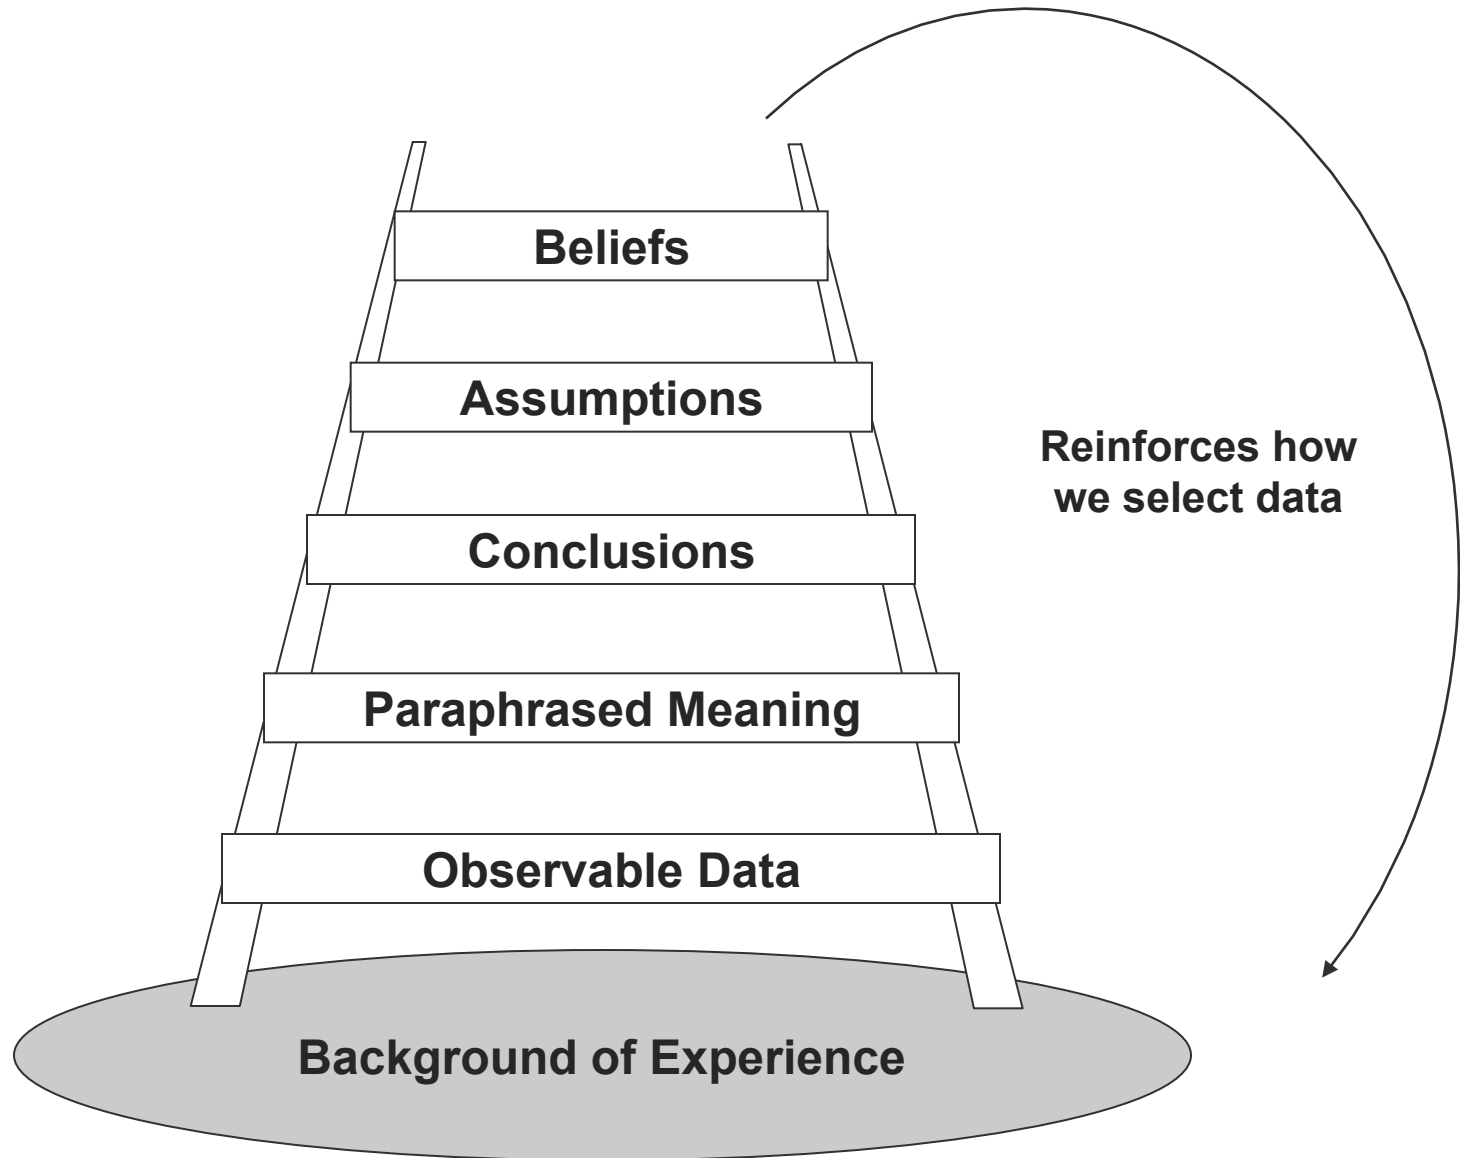 Beliefs
Assumptions
Conclusions
Paraphrased Meaning
Observable Data
Background of Experience
Reinforces how
we select data